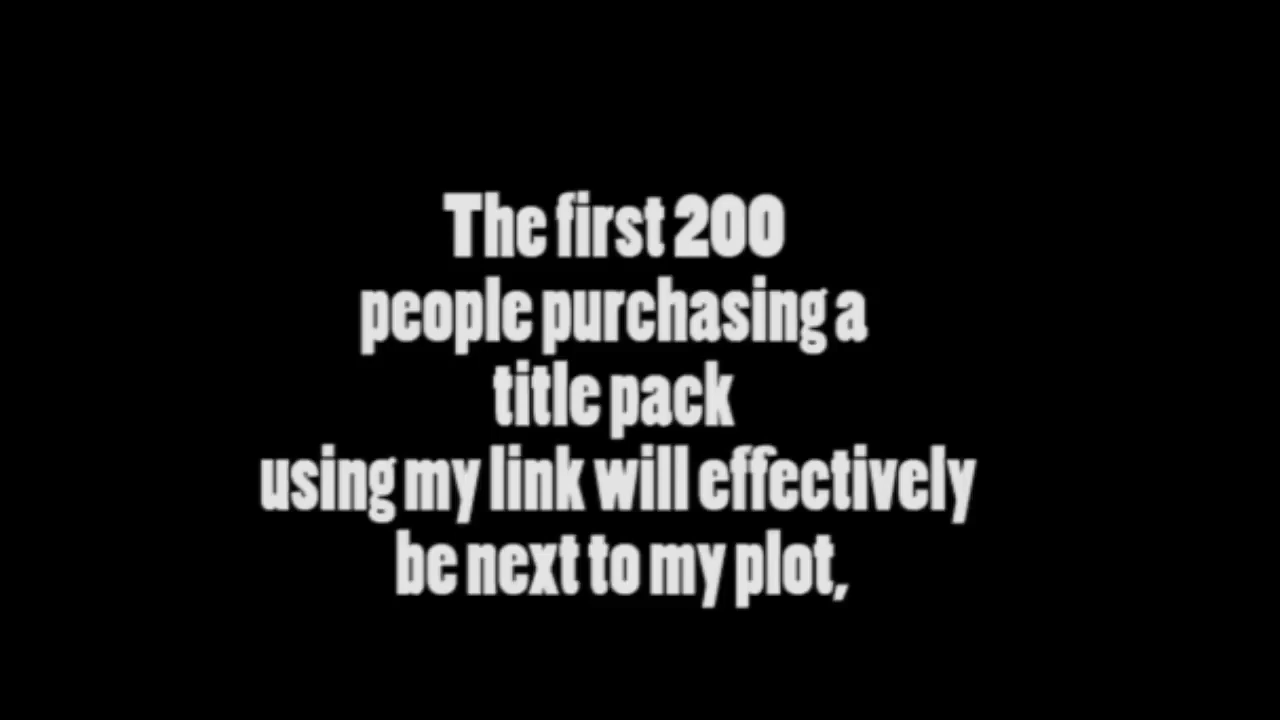 The first 200
people purchasing a
title pack
using my link will effectively
be next to my plot,